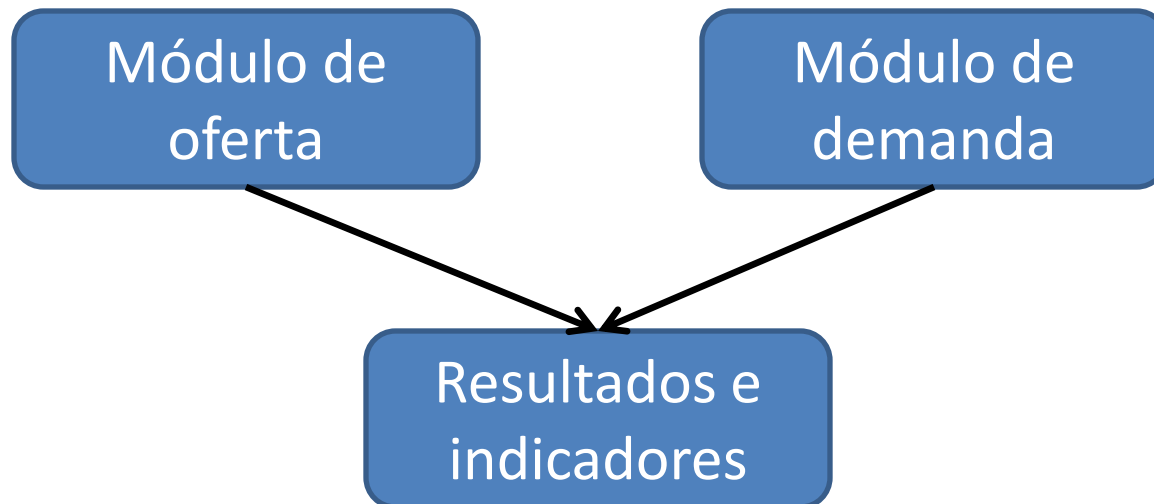 Módulo de
oferta
Módulo de
demanda
Resultados e
indicadores